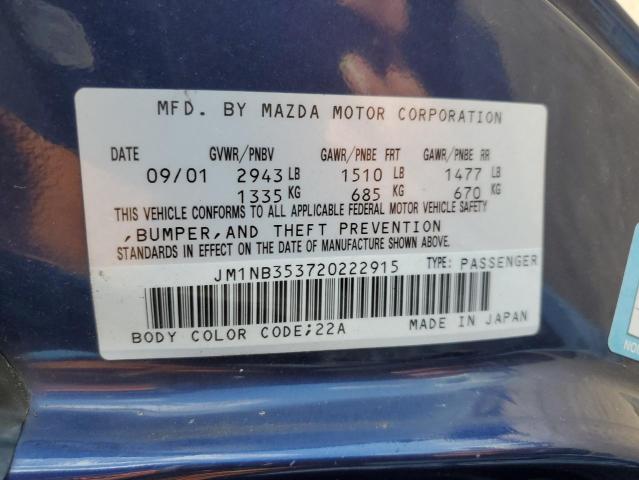 MFD. BY MAZDA MOTOR CORPORATION
DATE GVWR/PNBV GAWR/PNBE FRT GAWR/PNBE RR
09/01 2943 LB 1510 LB 1477 LB
1335 KG 685 KG 670 KG
THIS VEHICLE CONFORMS TO ALL APPLICABLE FEDERAL MOTOR VEHICLE SAFETY
,BUMPER,AND THEFT PREVENTION
STANDARDS IN EFFECT ON THE DATE OF MANUFACTURE SHOWN ABOVE.
JM1NB353720222915 TYPE: PASSENGER
BODY COLOR CODE;22A MADE IN JAPAN